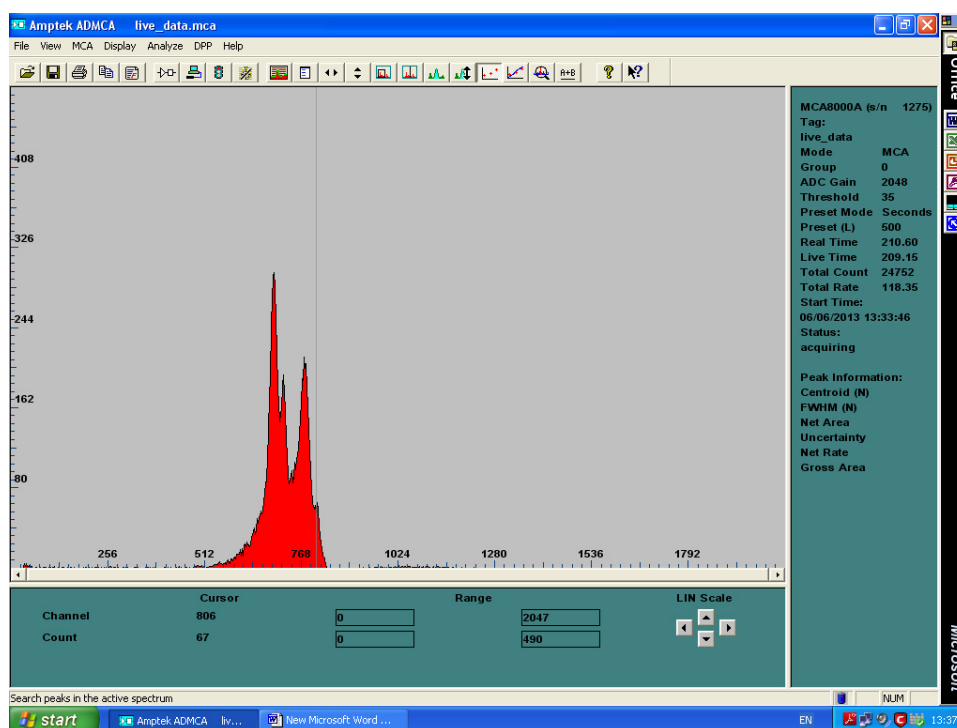 Amptek ADMCA live_data.mca
File View MCA Display Analyze DPP Help
A+B
408
326
244
162
80
256 512 768 1024 1280 1536 1792
MCA8000A (s/n 1275)
Tag:
live_data
Mode MCA
Group 0
ADC Gain 2048
Threshold 35
Preset Mode Seconds
Preset (L) 500
Real Time 210.60
Live Time 209.15
Total Count 24752
Total Rate 118.35
Start Time:
06/06/2013 13:33:46
Status:
acquiring
Peak Information:
Centroid (N)
FWHM (N)
Net Area
Uncertainty
Net Rate
Gross Area
Cursor Range LIN Scale
Channel 806 0 2047
Count 67 0 490
Search peaks in the active spectrum NUM
start Amptek ADMCA liv... New Microsoft Word ... EN 13:37
Office
Microsoft